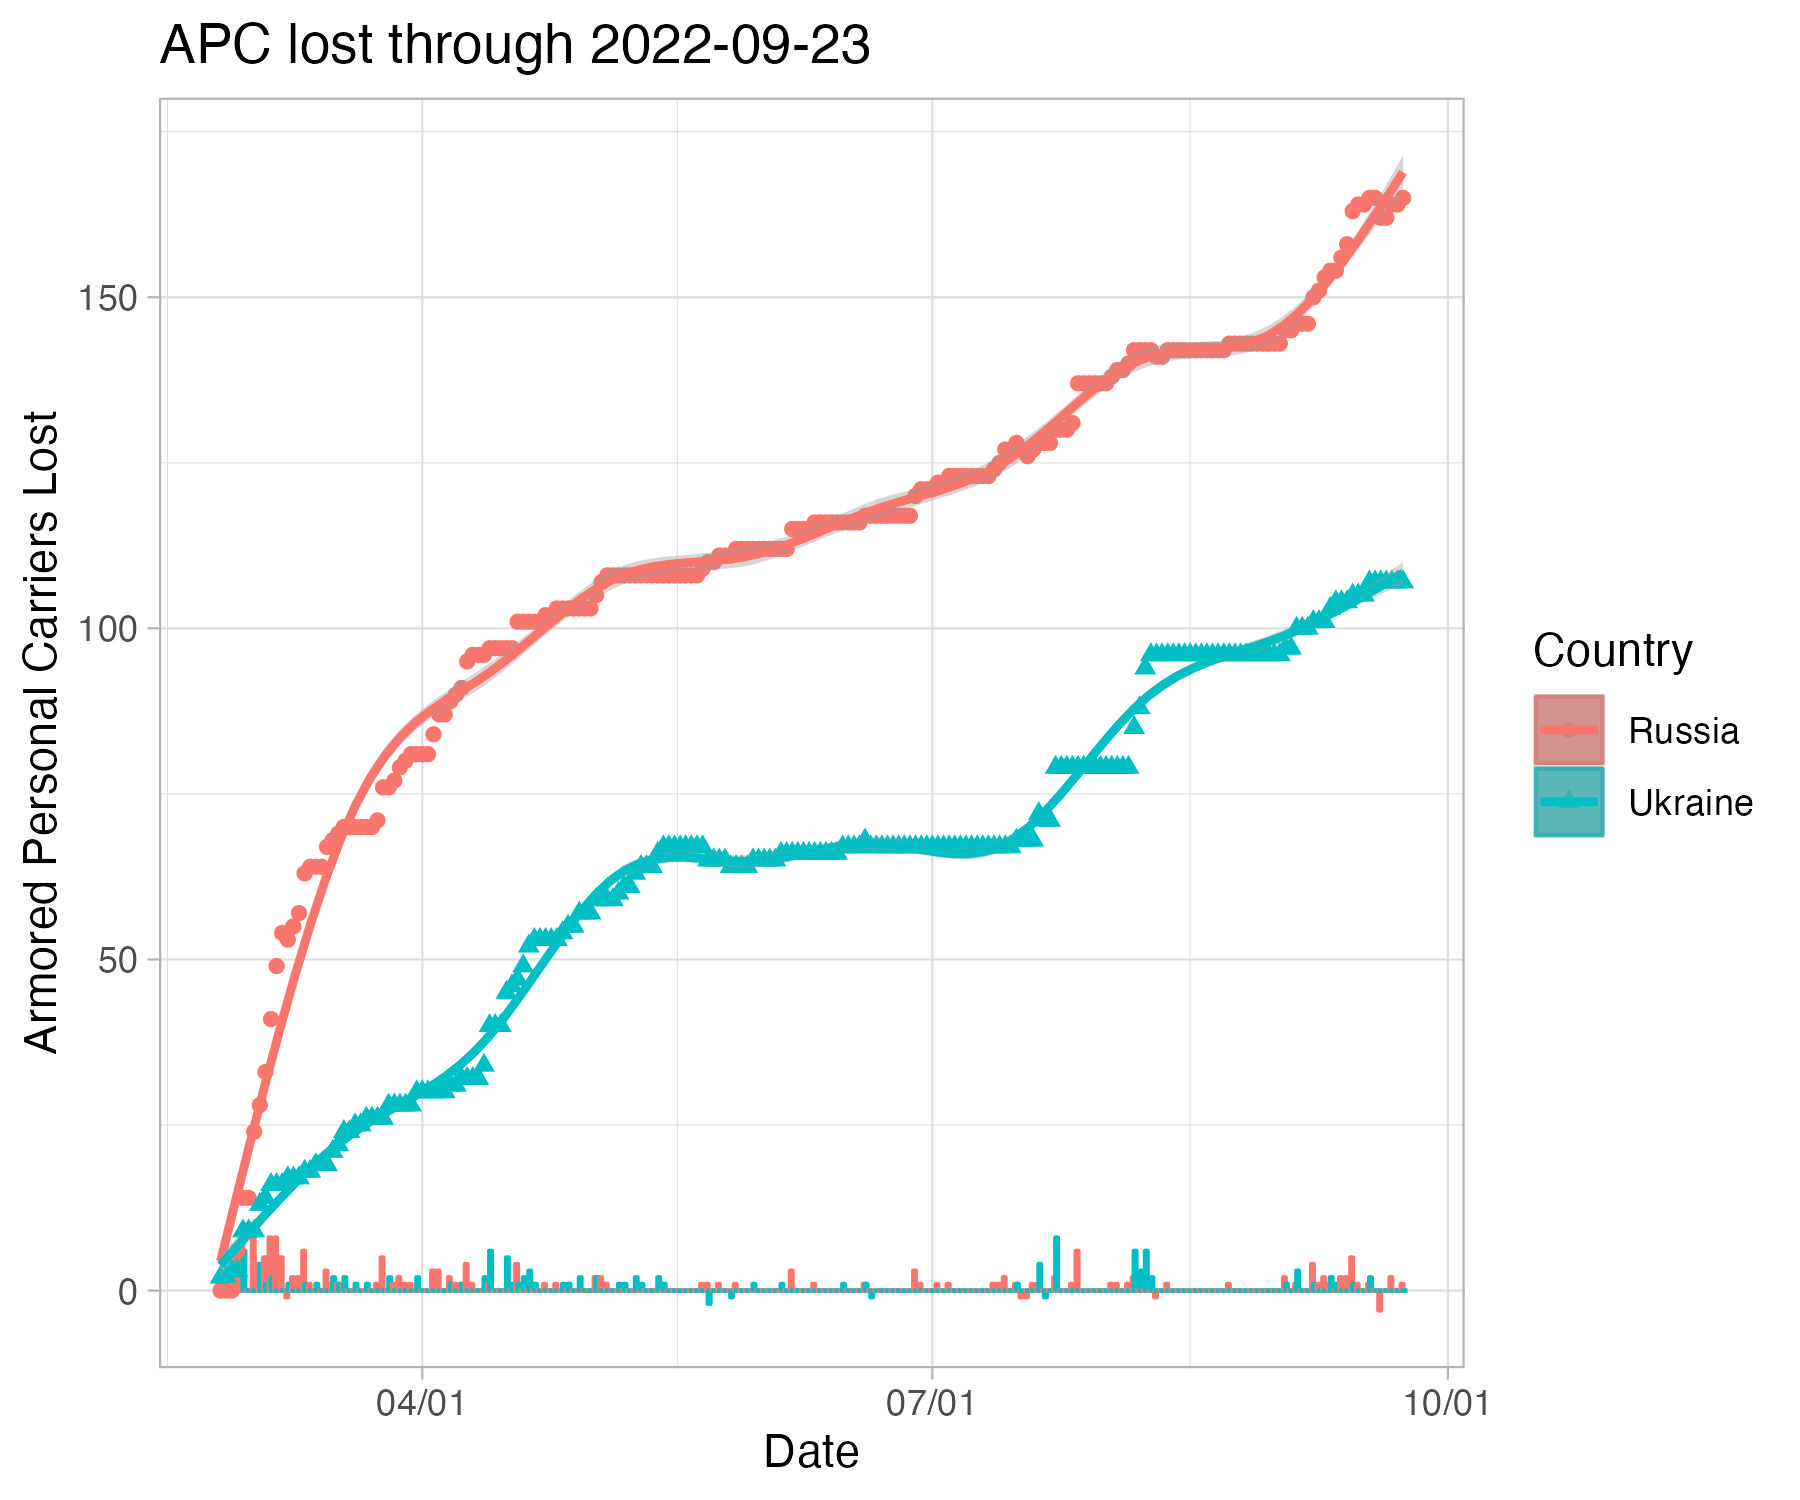 APC lost through 2022-09-23
Armored Personal Carriers Lost
150
100
50
0
04/01
07/01
10/01
Date
Country
Russia
Ukraine